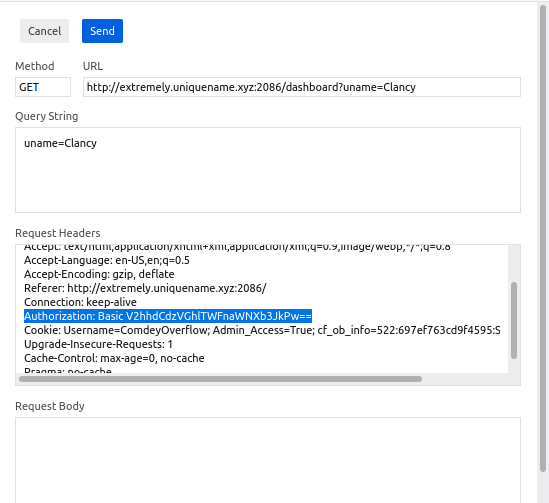 Cancel
Send
Method
URL
GET
http://extremely.uniquename.xyz:2086/dashboard?uname=Clancy
Query String
uname=Clancy
Request Headers
Accept: text/html,application/xhtml+xml,application/xml;q=0.9,image/webp,*/*;q=0.8
Accept-Language: en-US,en;q=0.5
Accept-Encoding: gzip, deflate
Referer: http://extremely.uniquename.xyz:2086/
Connection: keep-alive
Authorization: Basic V2hhdCdzVGhlTWFnaWNXb3JkPw==
Cookie: Username=ComdeyOverflow; Admin_Access=True; cf_ob_info=522:697ef763cd9f4595:S
Upgrade-Insecure-Requests: 1
Cache-Control: max-age=0, no-cache
Pragma: no-cache
Request Body